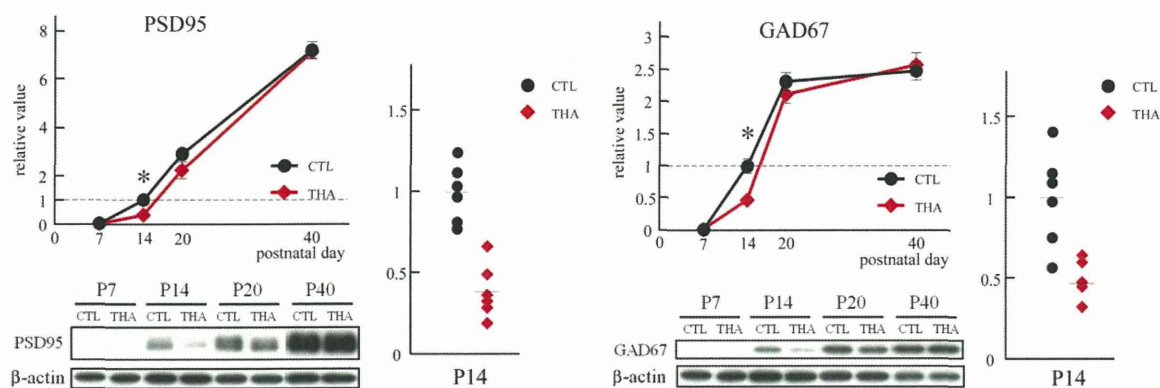 PSD95
8
6
4
2
1
0
relative value
*
CTL
THA
0 7 14 20 40
postnatal day
P7 P14 P20 P40
CTL THA CTL THA CTL THA CTL THA
PSD95
β-actin
CTL
THA
1.5
1
0.5
0
P14
GAD67
3
2.5
2
1.5
1
0.5
0
relative value
*
CTL
THA
0 7 14 20 40
postnatal day
P7 P14 P20 P40
CTL THA CTL THA CTL THA CTL THA
GAD67
β-actin
CTL
THA
1.5
1
0.5
0
P14